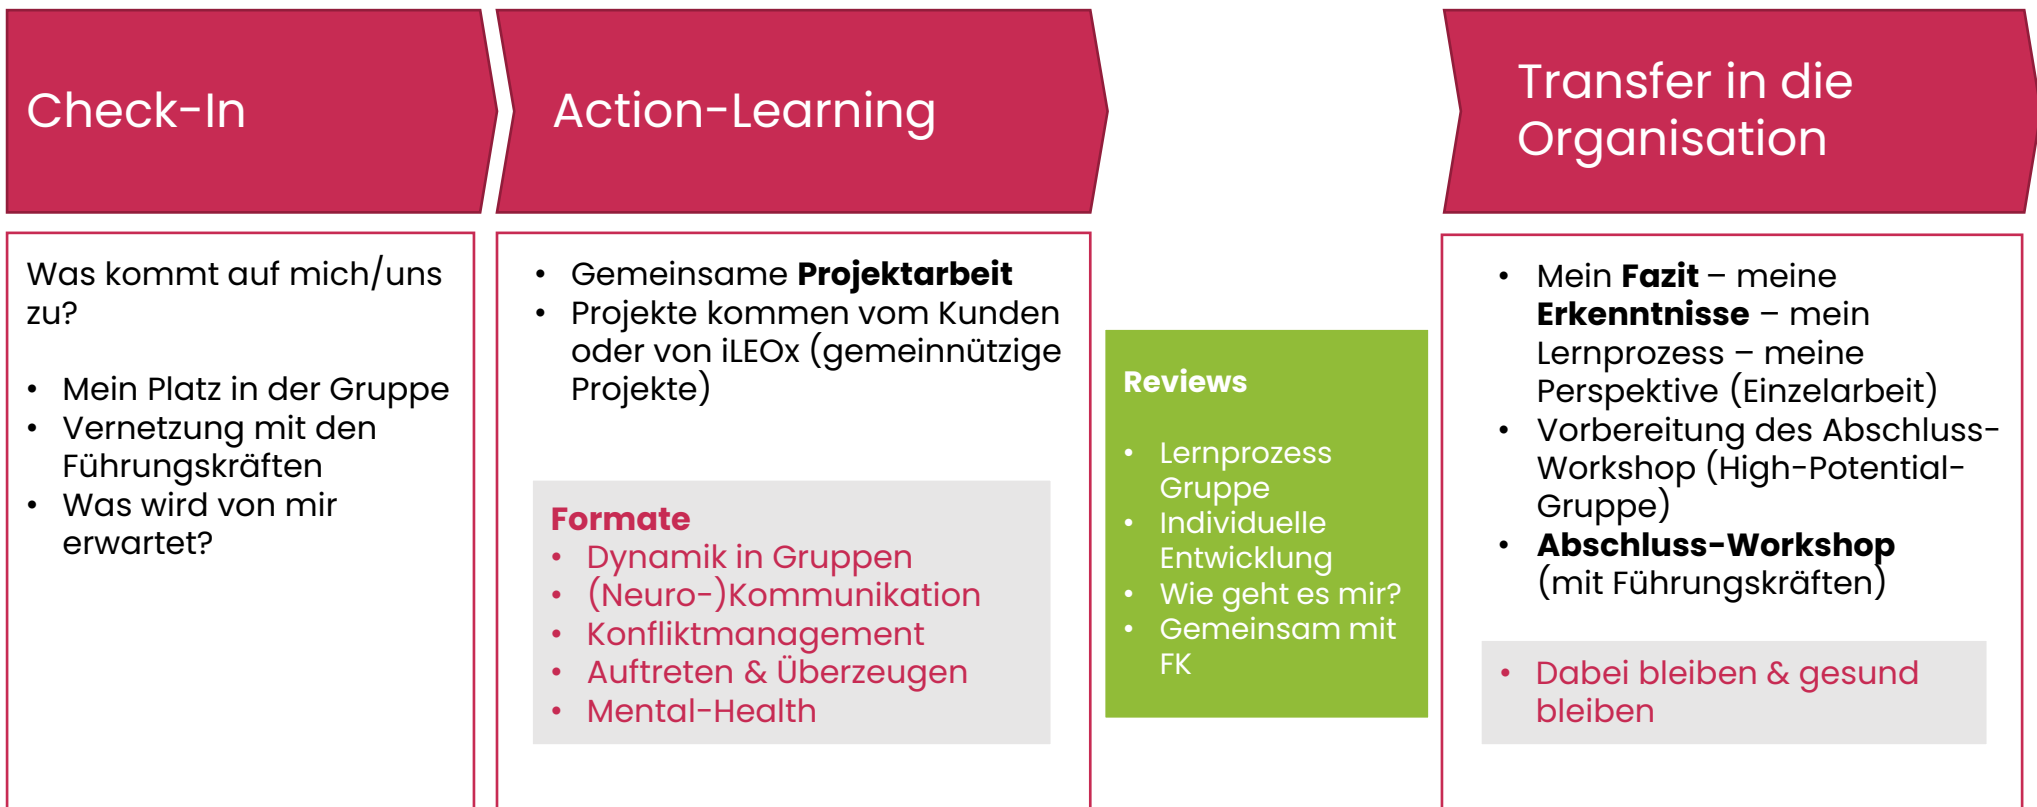 Check-In
Was kommt auf mich/uns
zu?
• Mein Platz in der Gruppe
• Vernetzung mit den
Führungskräften
• Was wird von mir
erwartet?
Action-Learning
• Gemeinsame Projektarbeit
• Projekte kommen vom Kunden
oder von iLEOx (gemeinnützige
Projekte)
Formate
• Dynamik in Gruppen
• (Neuro-)Kommunikation
• Konfliktmanagement
• Auftreten & Überzeugen
• Mental-Health
Reviews
• Lernprozess
Gruppe
• Individuelle
Entwicklung
• Wie geht es mir?
• Gemeinsam mit
FK
Transfer in die
Organisation
• Mein Fazit – meine
Erkenntnisse – mein
Lernprozess – meine
Perspektive (Einzelarbeit)
• Vorbereitung des Abschluss-
Workshop (High-Potential-
Gruppe)
• Abschluss-Workshop
(mit Führungskräften)
• Dabei bleiben & gesund
bleiben